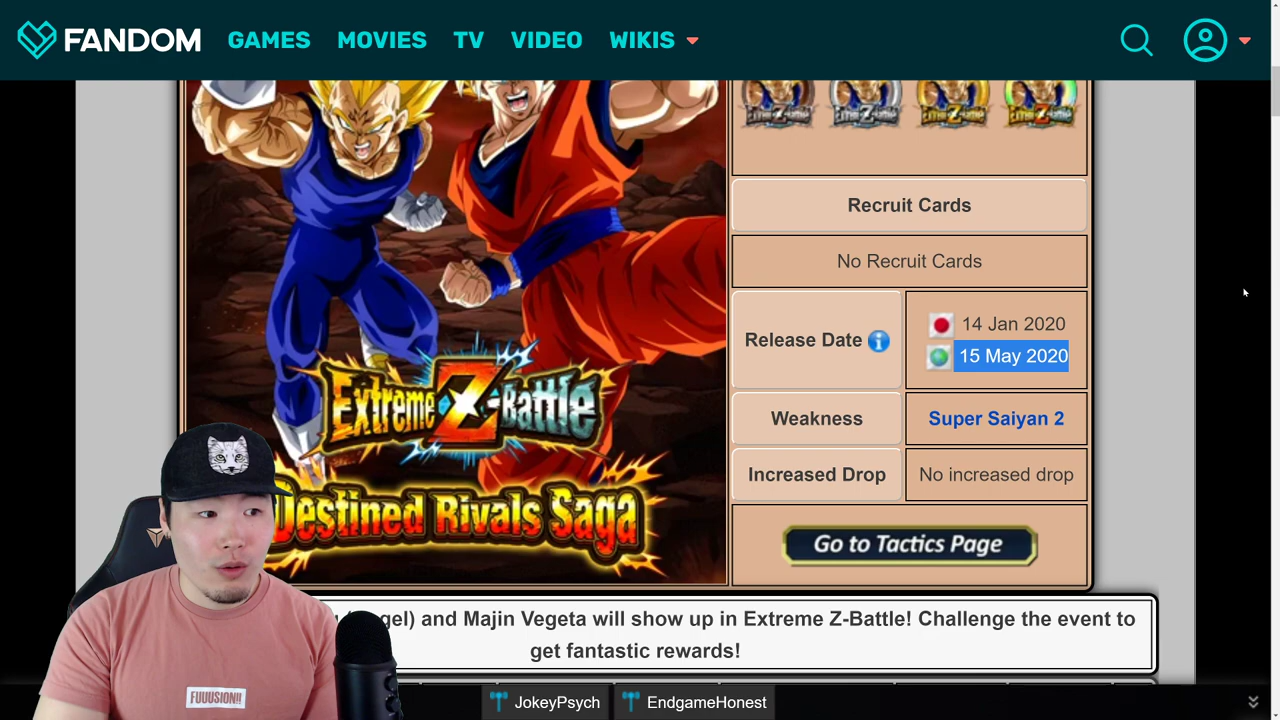 FANDOM GAMES MOVIES TV VIDEO WIKIS
Recruit Cards
No Recruit Cards
Release Date
14 Jan 2020
15 May 2020
Weakness
Super Saiyan 2
Increased Drop
No increased drop
Go to Tactics Page
Extreme Z-Battle
Destined Rivals Saga
gel) and Majin Vegeta will show up in Extreme Z-Battle! Challenge the event to
get fantastic rewards!
FUUUSION!!
JokeyPsych EndgameHonest